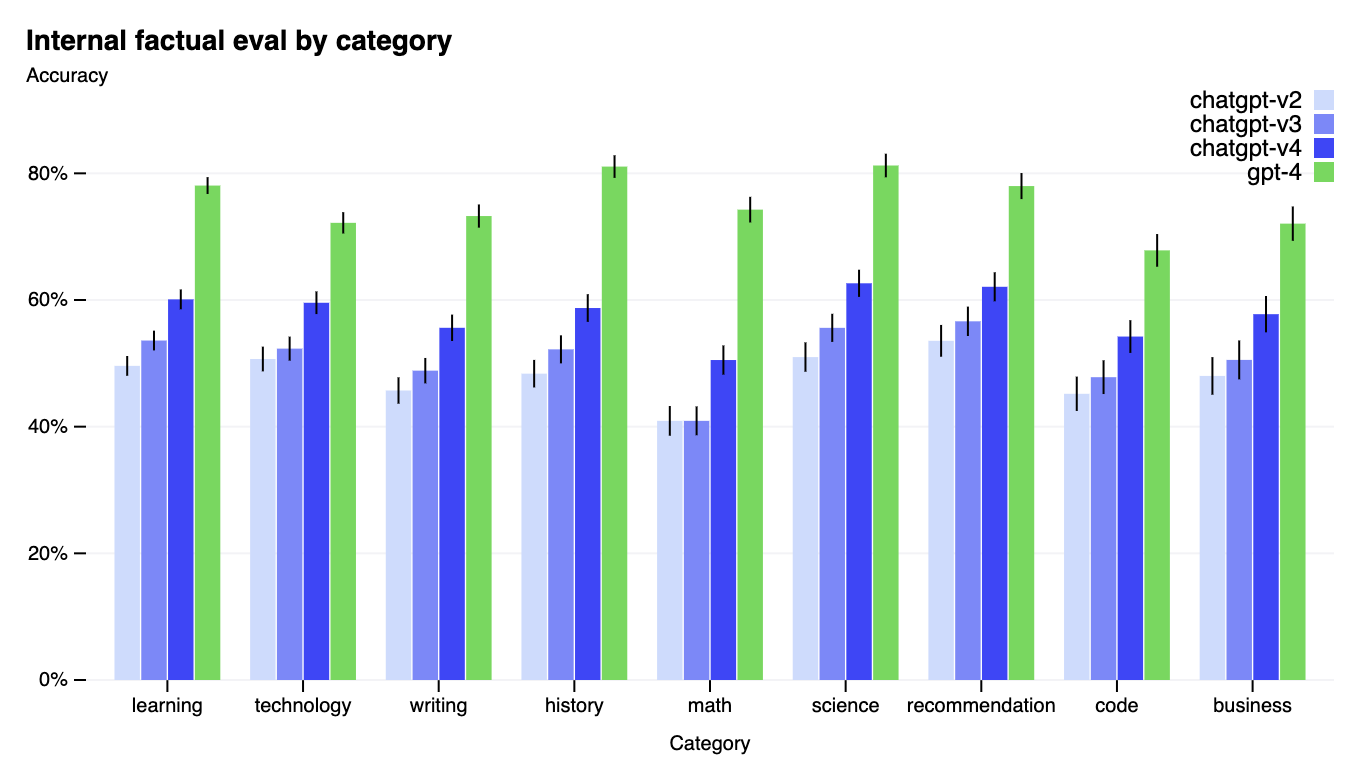 Internal factual eval by category
Accuracy
chatgpt-v2
chatgpt-v3
chatgpt-v4
gpt-4
80%
60%
40%
20%
0%
learning technology writing history math science recommendation code business
Category